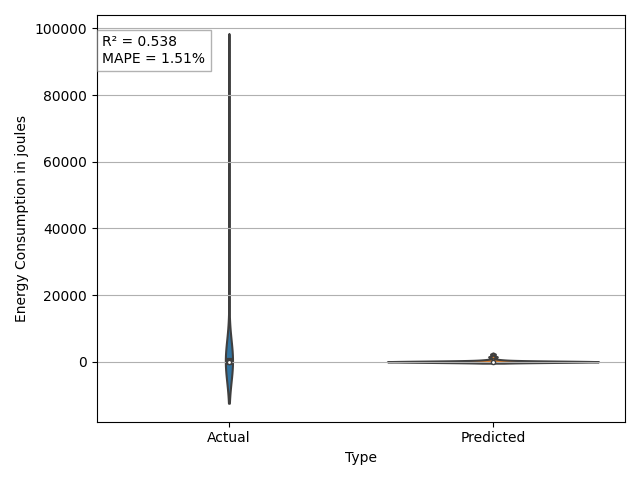 R² = 0.538
MAPE = 1.51%
100000
80000
60000
40000
20000
0
Energy Consumption in joules
Actual
Predicted
Type